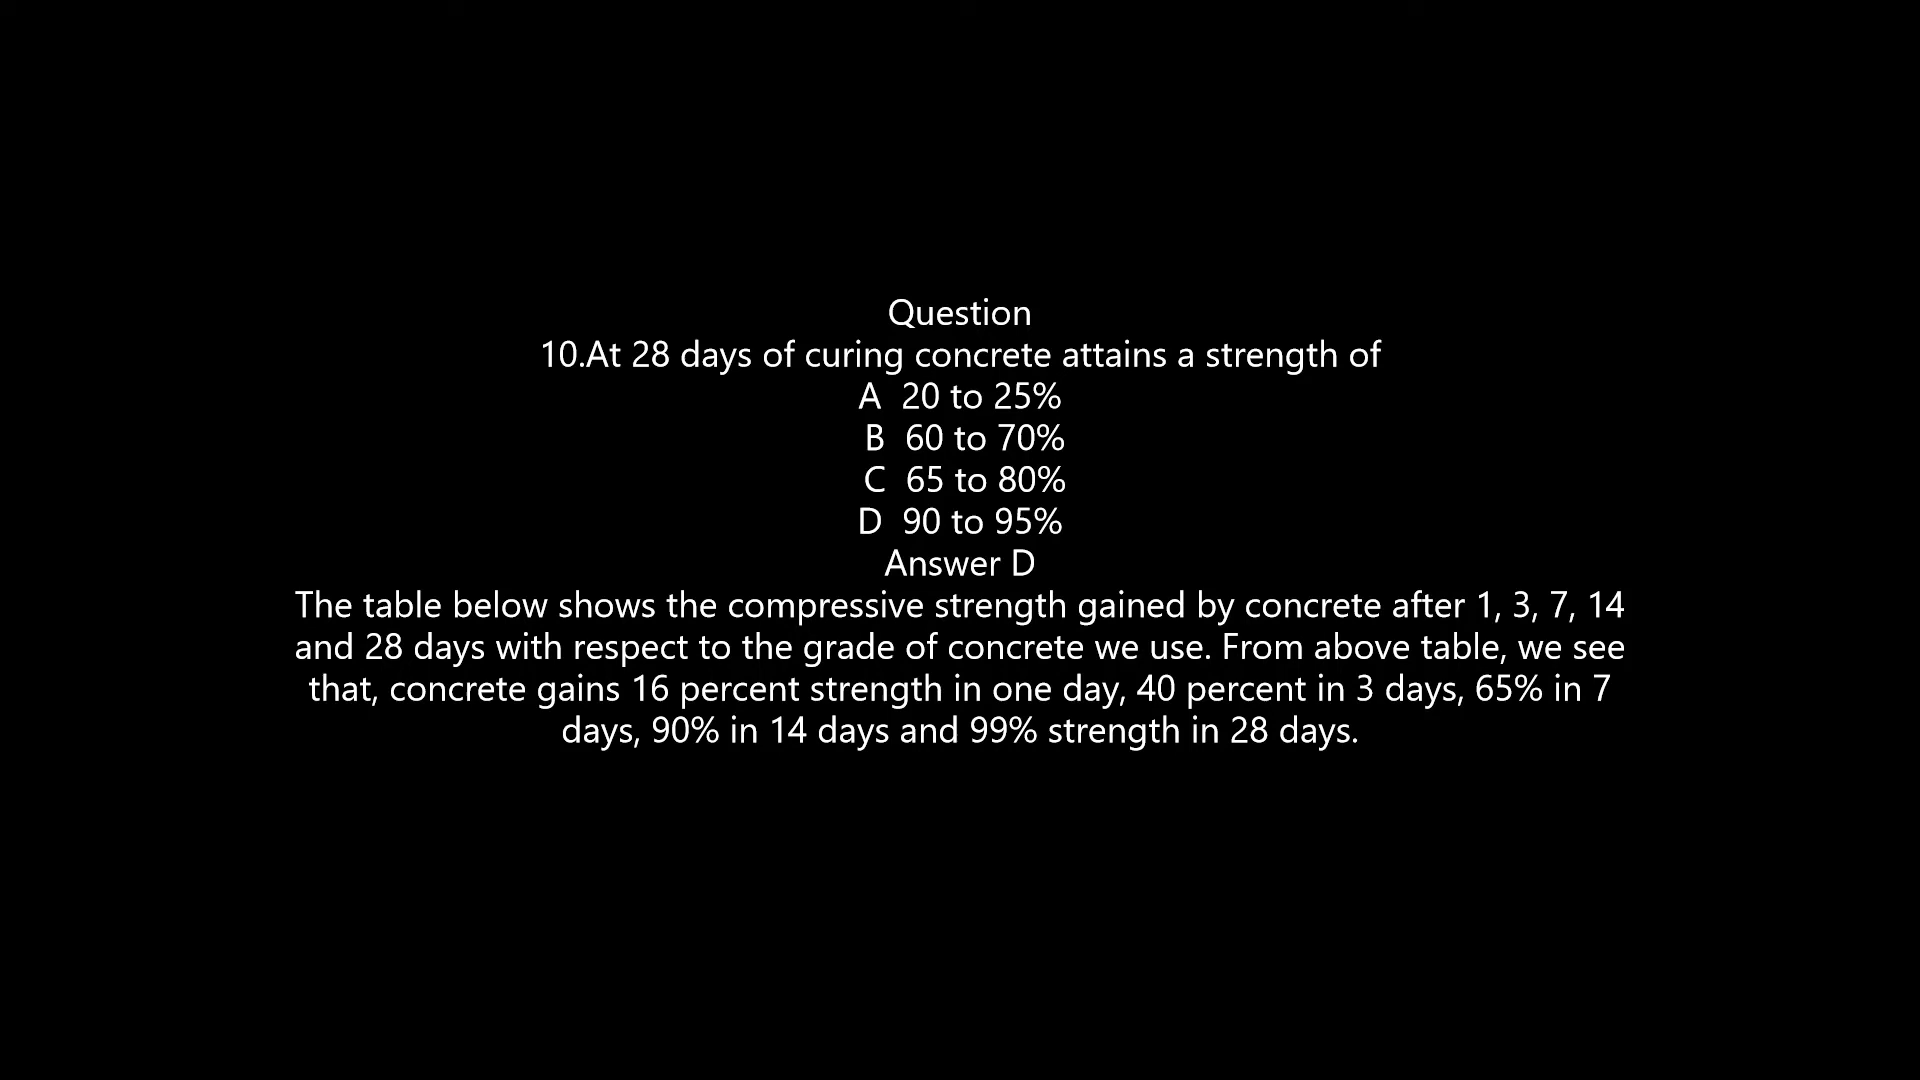 Question
10.At 28 days of curing concrete attains a strength of
A  20 to 25%
B  60 to 70%
C  65 to 80%
D  90 to 95%
Answer D
The table below shows the compressive strength gained by concrete after 1, 3, 7, 14
and 28 days with respect to the grade of concrete we use. From above table, we see
that, concrete gains 16 percent strength in one day, 40 percent in 3 days, 65% in 7
days, 90% in 14 days and 99% strength in 28 days.